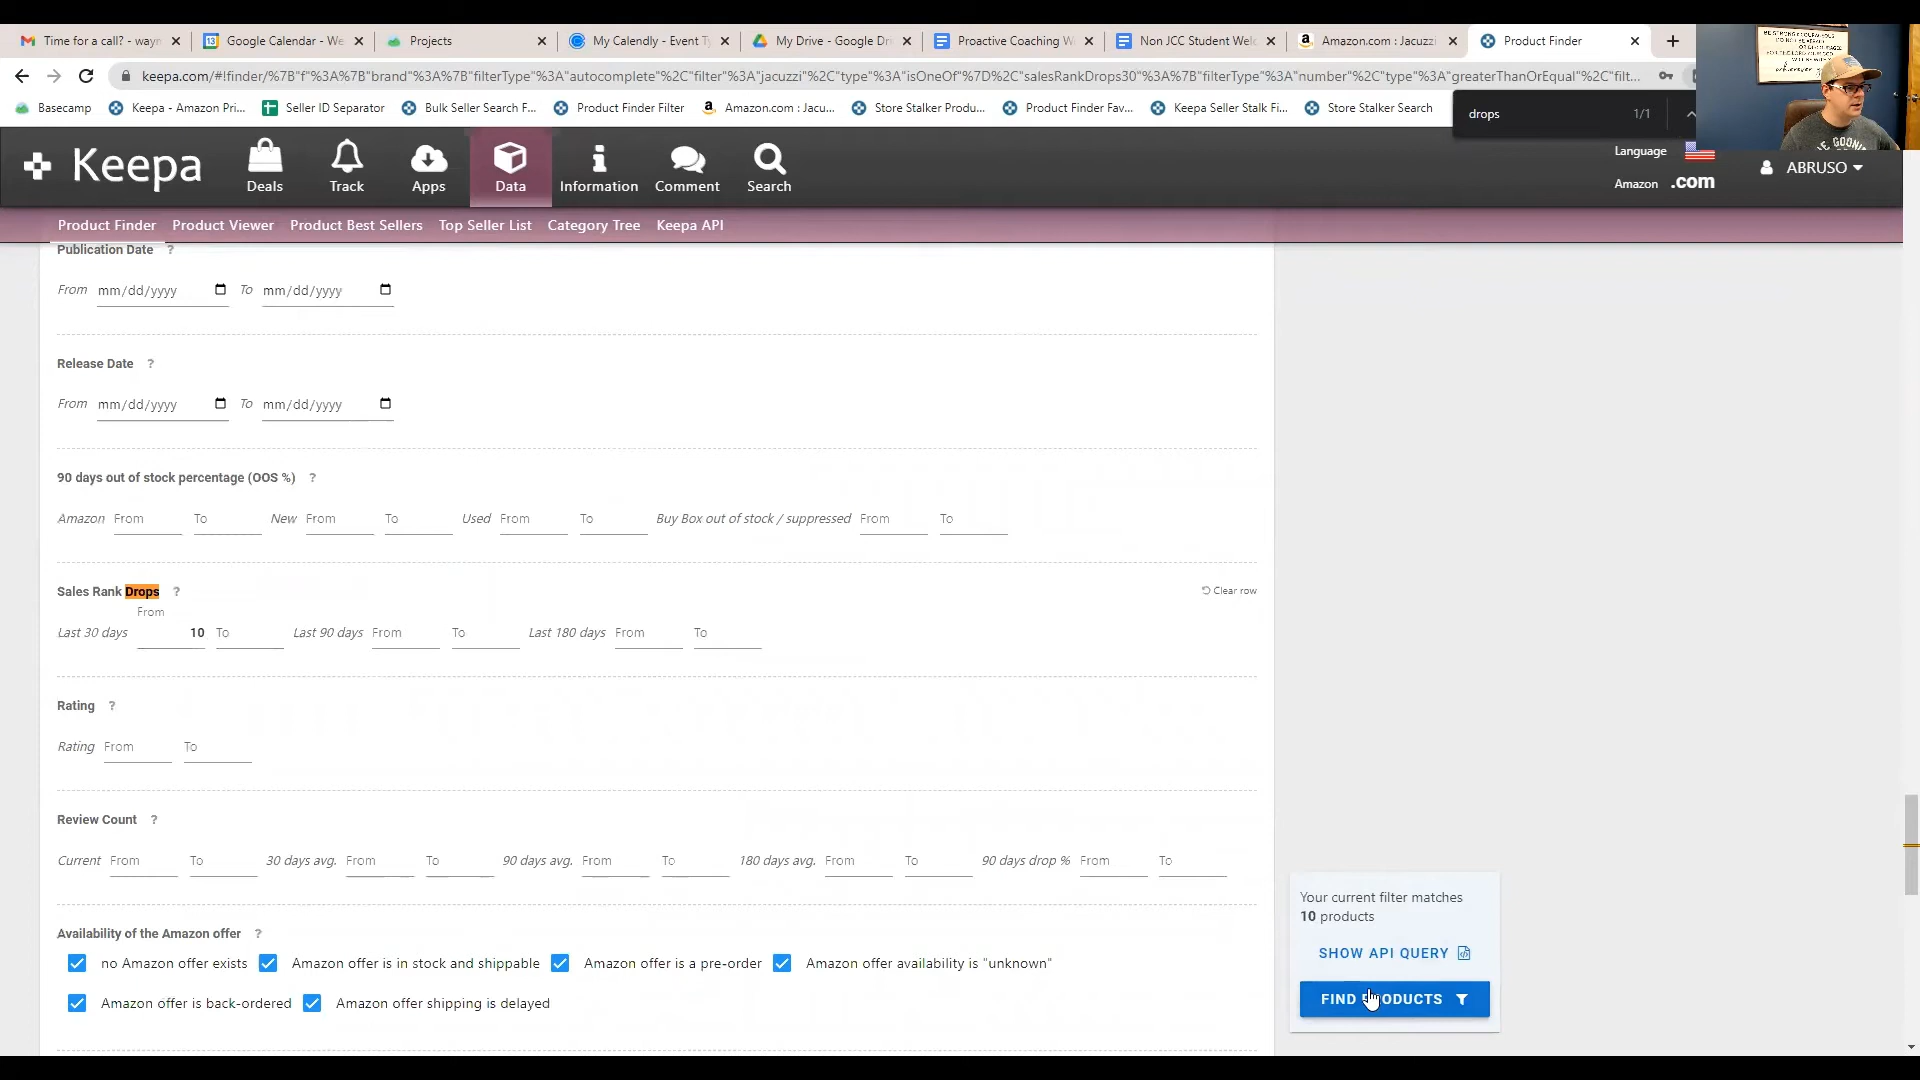 Time for a call? - wayn
Google Calendar - We
Projects
My Calendly - Event Ty
My Drive - Google Dri
Proactive Coaching W
Non JCC Student Wel
Amazon.com : Jacuzzi
Product Finder
keepa.com/#!finder/%7B"f"%3A%7B"brand"%3A%7B"filterType"%3A"autocomplete"%2C"filter"%3A"jacuzzi"%2C"type"%3A"isOneOf"%7D%2C"salesRankDrops30"%3A%7B"filterType"%3A"number"%2C"type"%3A"greaterThanOrEqual"%2C"filt...
Basecamp
Keepa - Amazon Pri...
Seller ID Separator
Bulk Seller Search F...
Product Finder Filter
Amazon.com : Jacu...
Store Stalker Produ...
Product Finder Fav...
Keepa Seller Stalk Fi...
Store Stalker Search
drops 1/1
BE STRONG
Keepa
Deals
Track
Apps
Data
Information
Comment
Search
Language
Amazon .com
ABRUSO
Product Finder Product Viewer Product Best Sellers Top Seller List Category Tree Keepa API
Publication Date ?
From mm/dd/yyyy To mm/dd/yyyy
Release Date ?
From mm/dd/yyyy To mm/dd/yyyy
90 days out of stock percentage (OOS %) ?
Amazon From To New From To Used From To Buy Box out of stock / suppressed From To
Sales Rank Drops ? Clear row
From
Last 30 days 10 To Last 90 days From To Last 180 days From To
Rating ?
Rating From To
Review Count ?
Current From To 30 days avg. From To 90 days avg. From To 180 days avg. From To 90 days drop % From To
Availability of the Amazon offer ?
no Amazon offer exists Amazon offer is in stock and shippable Amazon offer is a pre-order Amazon offer availability is "unknown"
Amazon offer is back-ordered Amazon offer shipping is delayed
Your current filter matches
10 products
SHOW API QUERY
FIND PRODUCTS